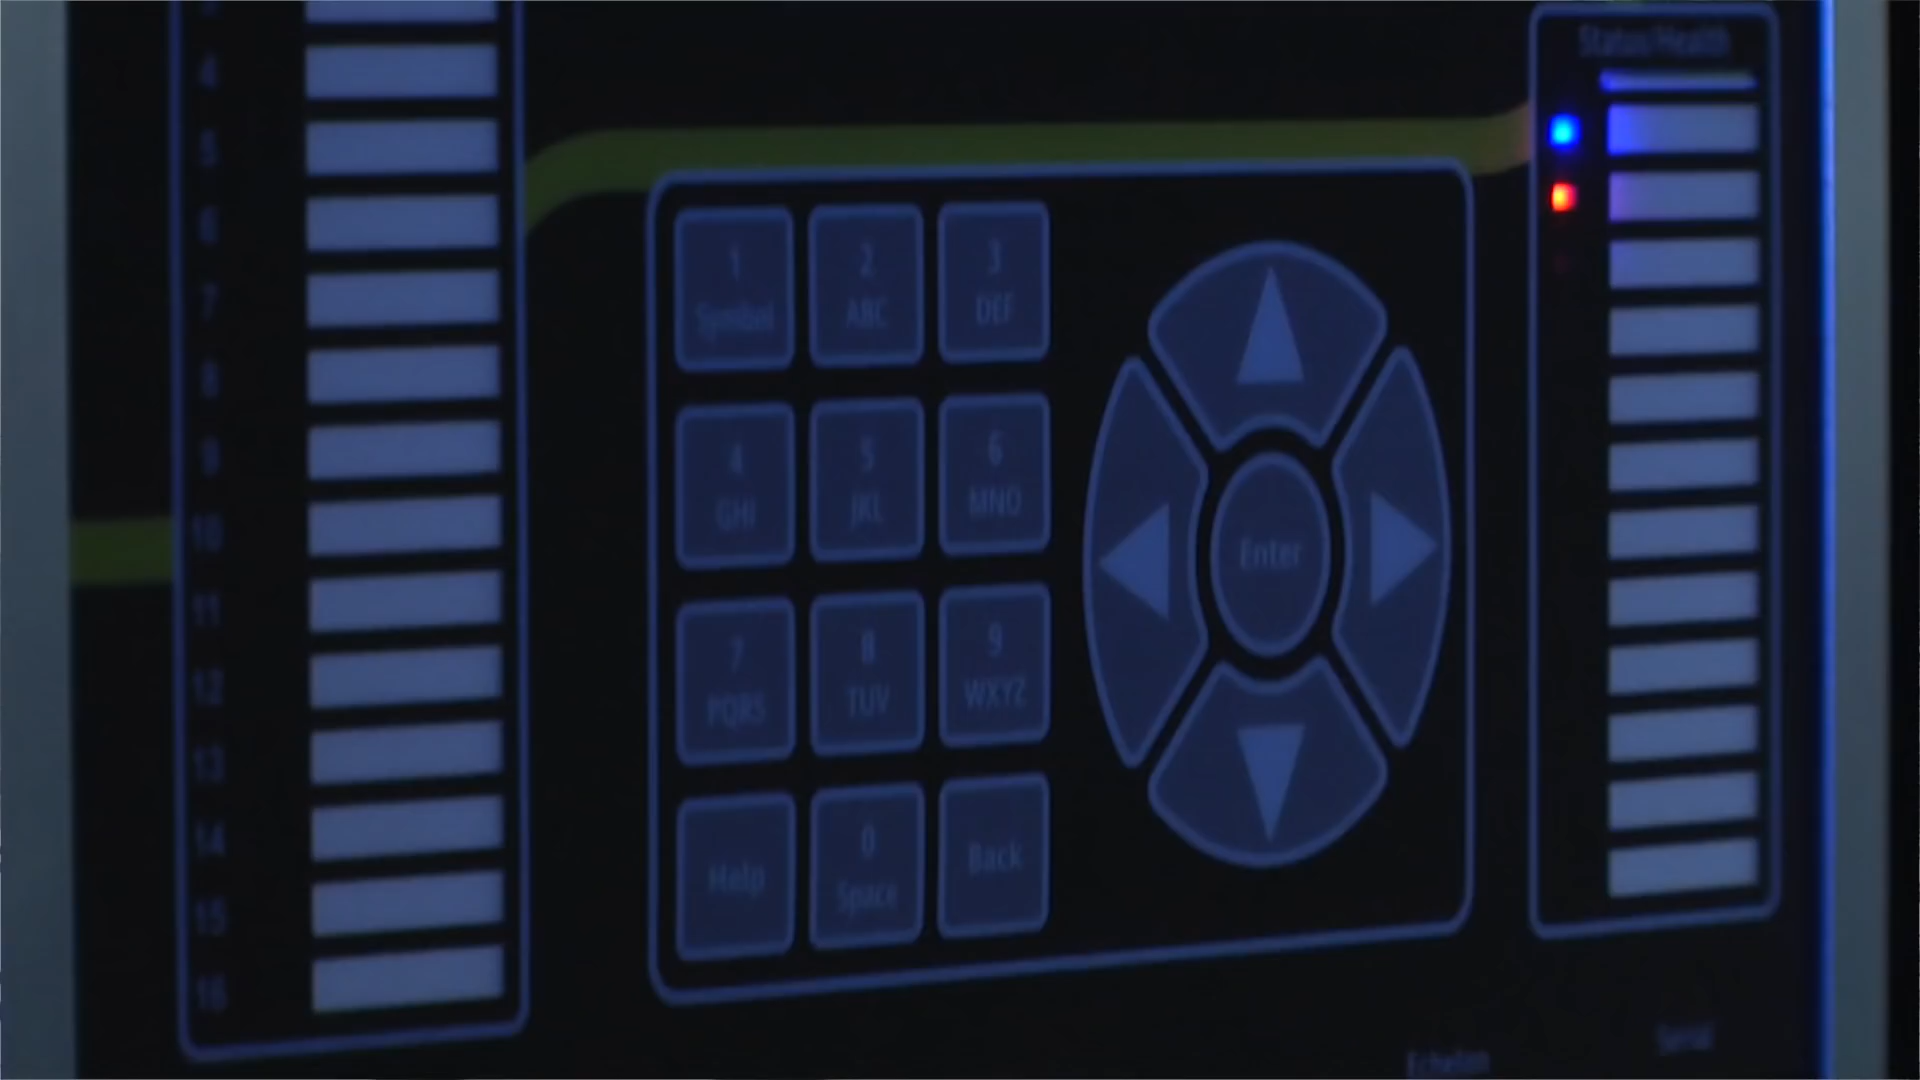 4
5
6
7
8
9
10
11
12
13
14
15
16
1
Symbol
2
ABC
3
DEF
4
GHI
5
JKL
6
MNO
7
PQRS
8
TUV
9
WXYZ
Help
0
Space
Back
Enter
Status/Health
Echelon
Serial